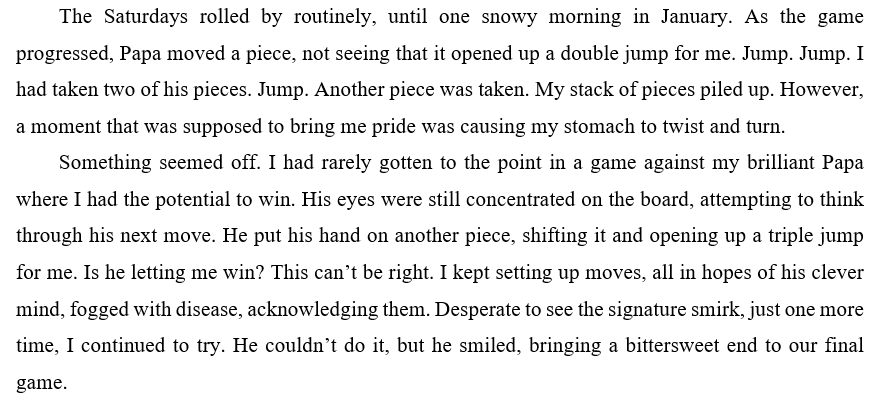 The Saturdays rolled by routinely, until one snowy morning in January. As the game
progressed, Papa moved a piece, not seeing that it opened up a double jump for me. Jump. Jump. I
had taken two of his pieces. Jump. Another piece was taken. My stack of pieces piled up. However,
a moment that was supposed to bring me pride was causing my stomach to twist and turn.
Something seemed off. I had rarely gotten to the point in a game against my brilliant Papa
where I had the potential to win. His eyes were still concentrated on the board, attempting to think
through his next move. He put his hand on another piece, shifting it and opening up a triple jump
for me. Is he letting me win? This can’t be right. I kept setting up moves, all in hopes of his clever
mind, fogged with disease, acknowledging them. Desperate to see the signature smirk, just one more
time, I continued to try. He couldn’t do it, but he smiled, bringing a bittersweet end to our final
game.